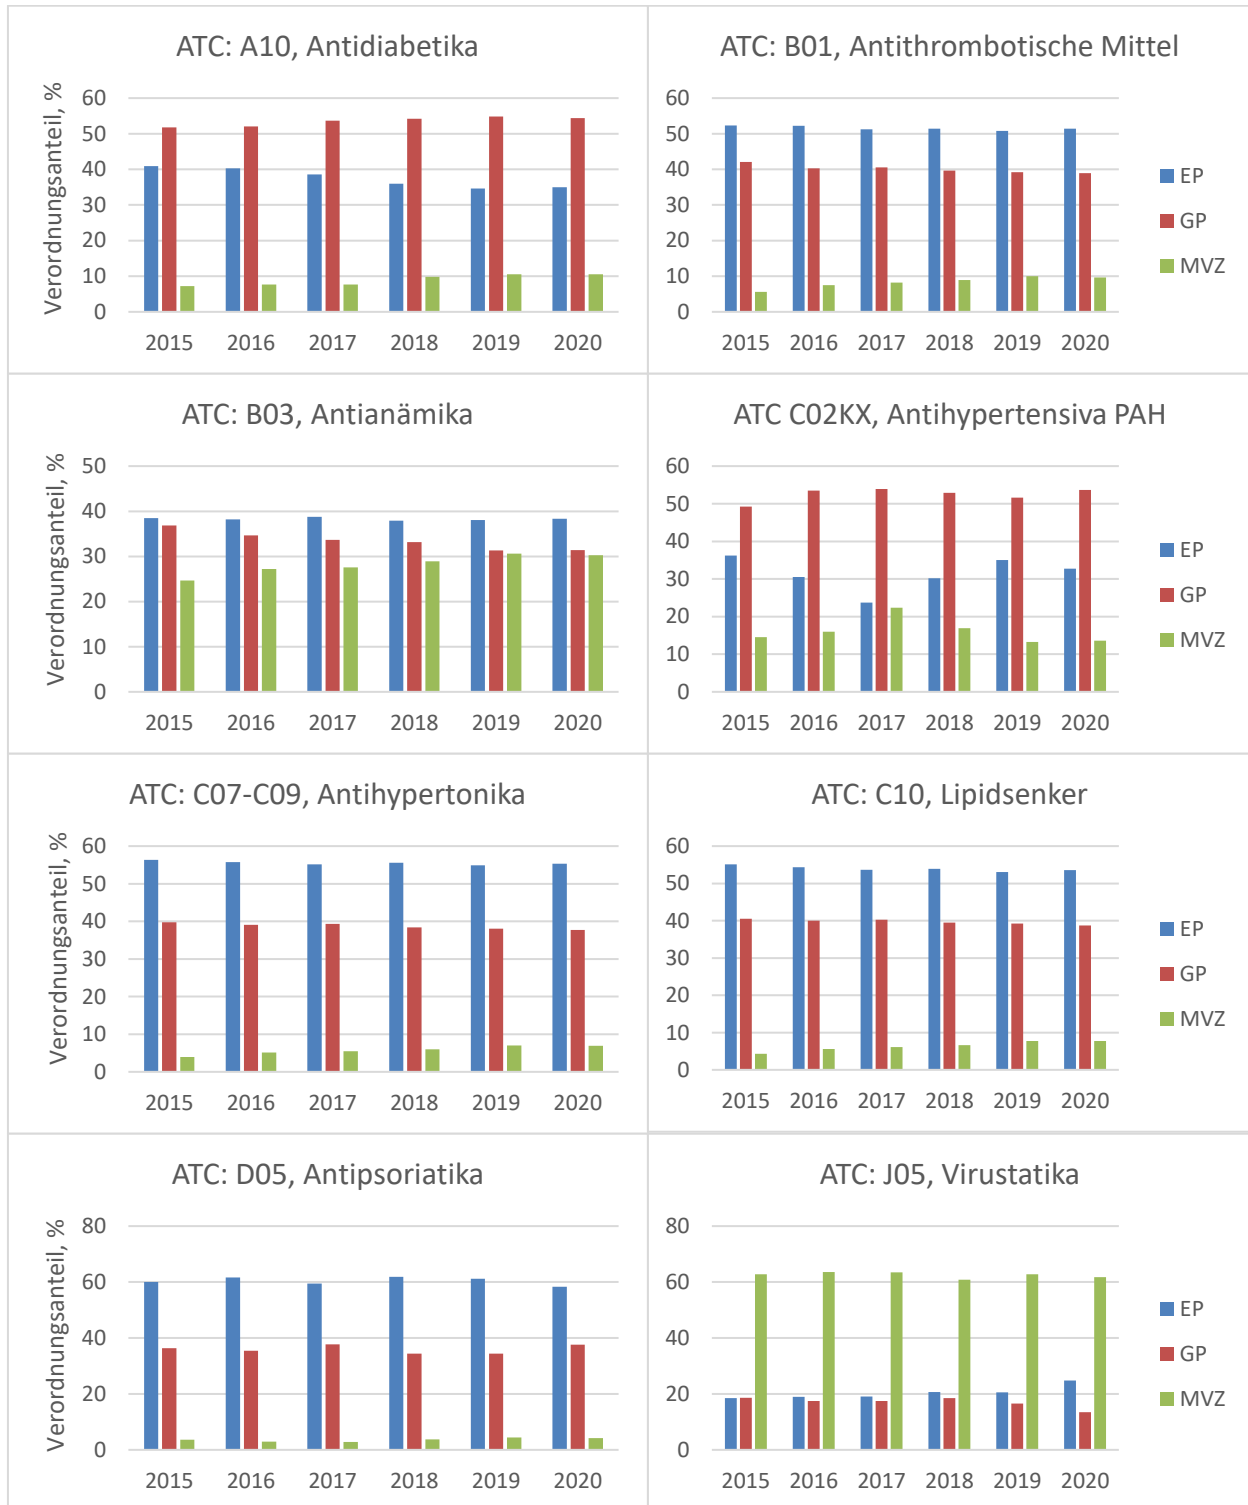 ATC: A10, Antidiabetika
Verordnungsanteil, %
60
50
40
30
20
10
0
2015 2016 2017 2018 2019 2020
ATC: B01, Antithrombotische Mittel
60
50
40
30
20
10
0
2015 2016 2017 2018 2019 2020
EP
GP
MVZ
ATC: B03, Antianämika
Verordnungsanteil, %
50
40
30
20
10
0
2015 2016 2017 2018 2019 2020
ATC C02KX, Antihypertensiva PAH
60
50
40
30
20
10
0
2015 2016 2017 2018 2019 2020
EP
GP
MVZ
ATC: C07-C09, Antihypertonika
Verordnungsanteil, %
60
50
40
30
20
10
0
2015 2016 2017 2018 2019 2020
ATC: C10, Lipidsenker
60
50
40
30
20
10
0
2015 2016 2017 2018 2019 2020
EP
GP
MVZ
ATC: D05, Antipsoriatika
Verordnungsanteil, %
80
60
40
20
0
2015 2016 2017 2018 2019 2020
ATC: J05, Virustatika
80
60
40
20
0
2015 2016 2017 2018 2019 2020
EP
GP
MVZ